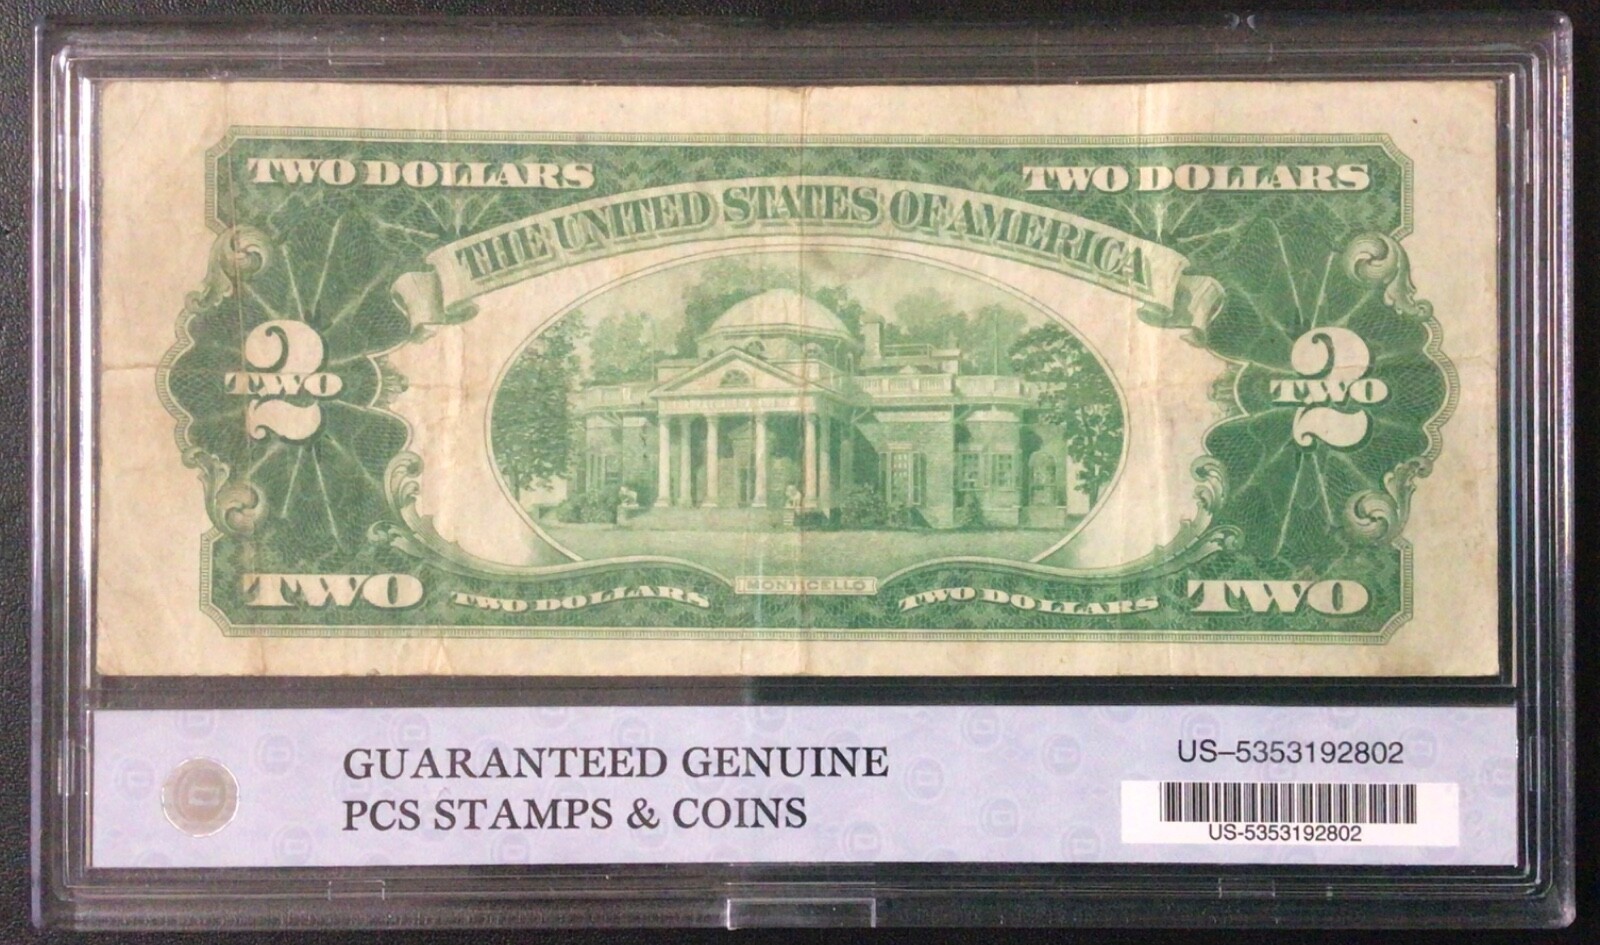 TWO DOLLARS TWO DOLLARS
THE UNITED STATES OF AMERICA
2 2
TWO TWO
MONTICELLO
TWO TWO DOLLARS TWO DOLLARS TWO
GUARANTEED GENUINE
PCS STAMPS & COINS
US–5353192802
US-5353192802